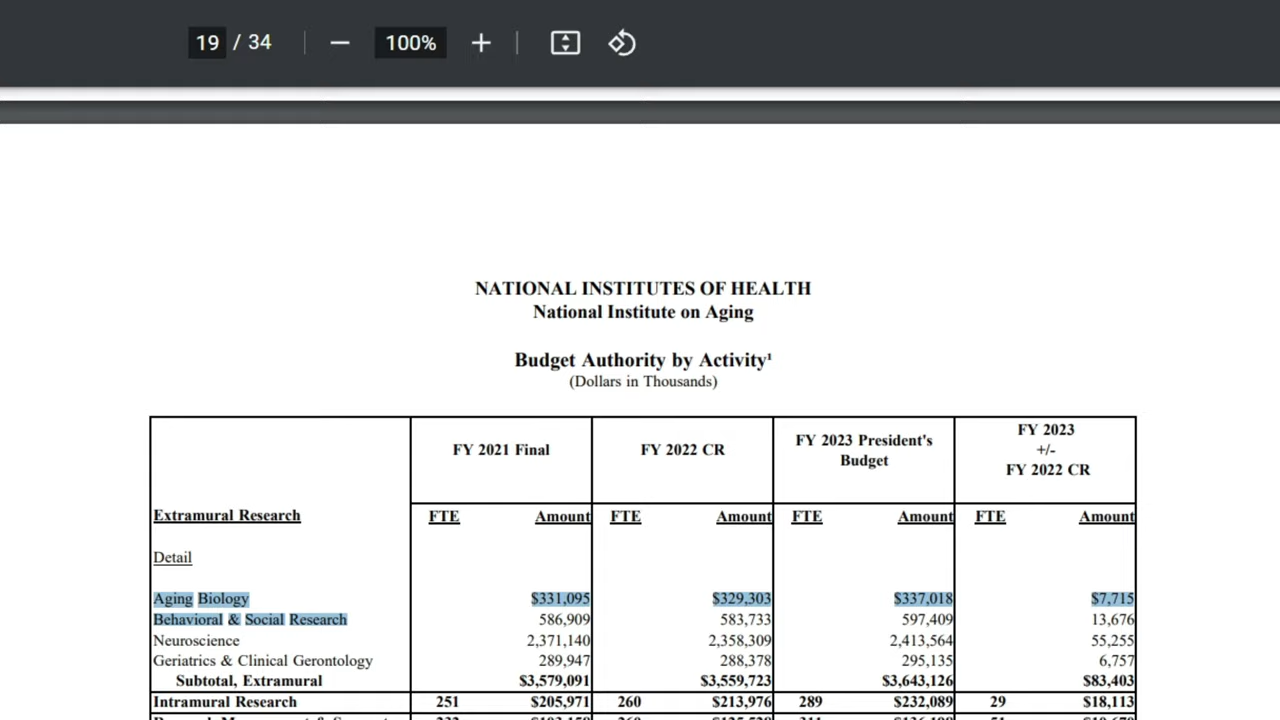 19 / 34 100%
NATIONAL INSTITUTES OF HEALTH
National Institute on Aging
Budget Authority by Activity¹
(Dollars in Thousands)
FY 2021 Final FY 2022 CR FY 2023 President's Budget FY 2023 +/- FY 2022 CR
Extramural Research FTE Amount FTE Amount FTE Amount FTE Amount
Detail
Aging Biology $331,095 $329,303 $337,018 $7,715
Behavioral & Social Research 586,909 583,733 597,409 13,676
Neuroscience 2,371,140 2,358,309 2,413,564 55,255
Geriatrics & Clinical Gerontology 289,947 288,378 295,135 6,757
Subtotal, Extramural $3,579,091 $3,559,723 $3,643,126 $83,403
Intramural Research 251 $205,971 260 $213,976 289 $232,089 29 $18,113